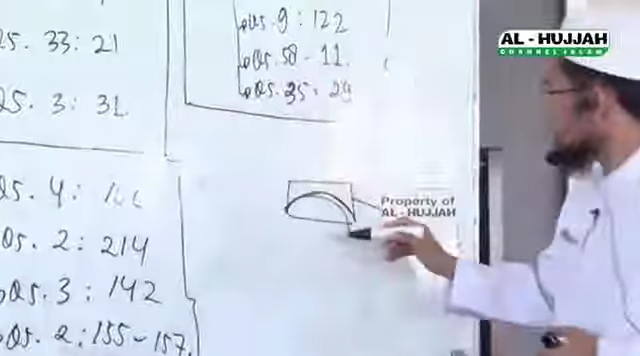 QS. 33: 21
QS. 3: 31
QS. 4:
QS. 2: 214
QS. 3: 142
QS. 2: 155-157
QS. 9: 122
QS. 58-11
QS. 35: 29
AL - HUJJAH
CHANNEL ISLAM
Property of
AL - HUJJAH